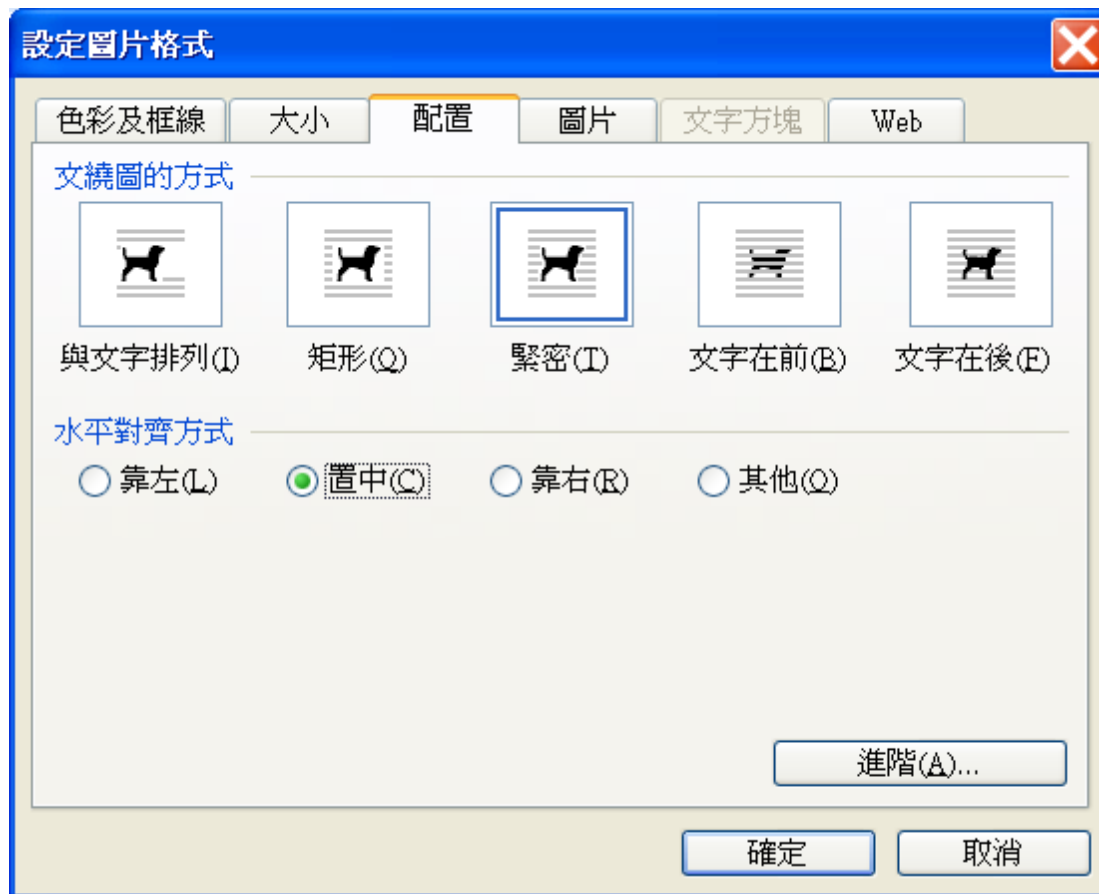 設定圖片格式
色彩及框線 大小 配置 圖片 文字方塊 Web
文繞圖的方式
與文字排列(I) 矩形(Q) 緊密(T) 文字在前(B) 文字在後(F)
水平對齊方式
靠左(L) 置中(C) 靠右(R) 其他(O)
進階(A)...
確定 取消